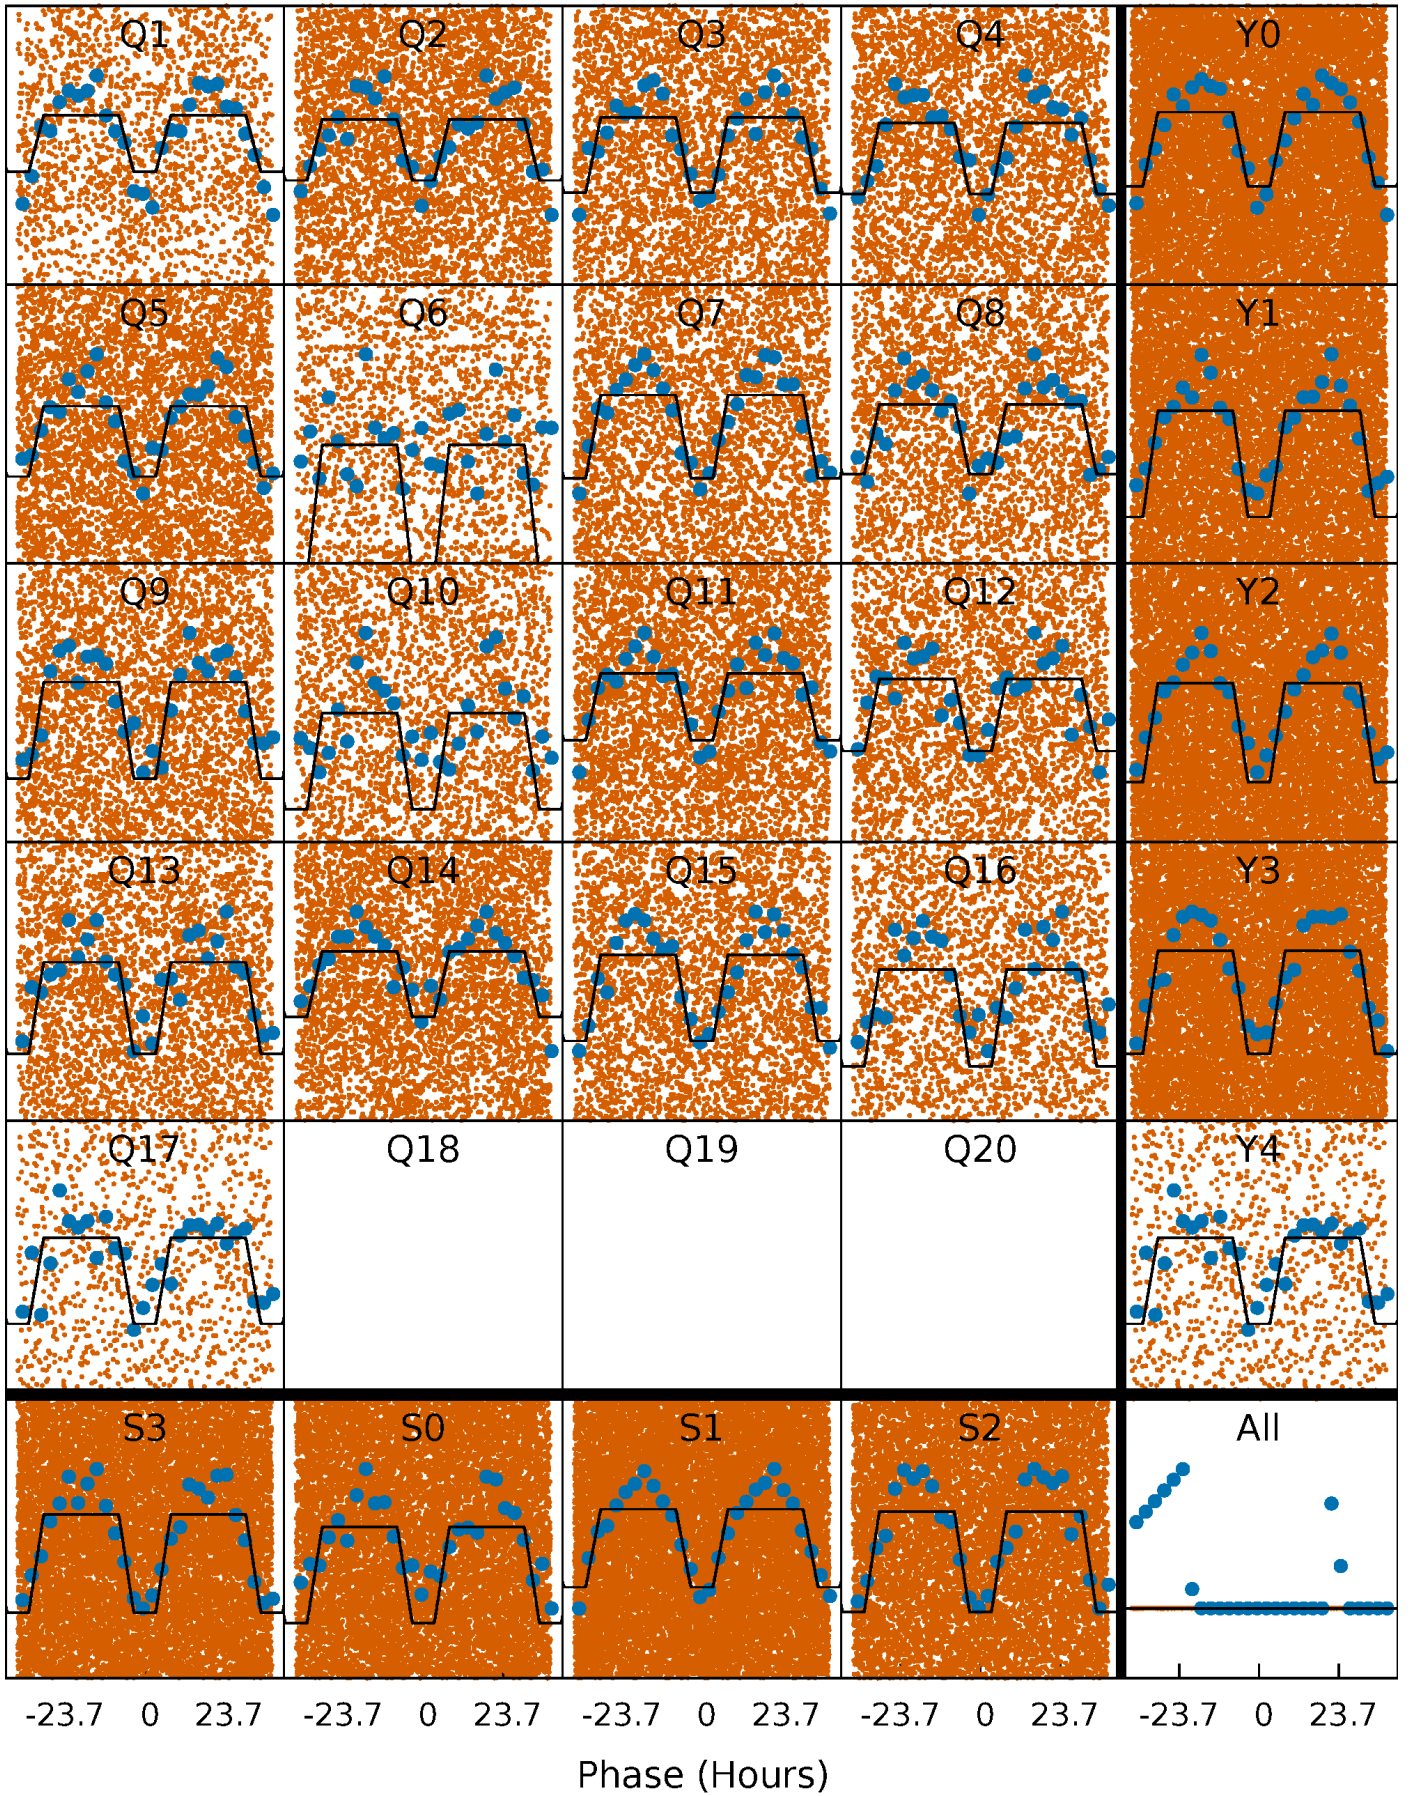 Q1 Q2 Q3 Q4 Y0
Q5 Q6 Q7 Q8 Y1
Q9 Q10 Q11 Q12 Y2
Q13 Q14 Q15 Q16 Y3
Q17 Q18 Q19 Q20 Y4
S3 S0 S1 S2 All
-23.7 0 23.7 -23.7 0 23.7 -23.7 0 23.7 -23.7 0 23.7 -23.7 0 23.7
Phase (Hours)